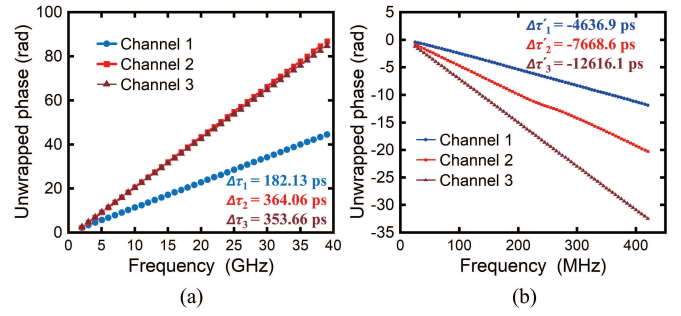 (a)
Unwrapped phase (rad)
100
80
60
40
20
0
Channel 1
Channel 2
Channel 3
Δτ₁ = 182.13 ps
Δτ₂ = 364.06 ps
Δτ₃ = 353.66 ps
0 5 10 15 20 25 30 35 40
Frequency (GHz)
(a)
(b)
Unwrapped phase (rad)
0
-5
-10
-15
-20
-25
-30
-35
Δτ′₁ = -4636.9 ps
Δτ′₂ = -7668.6 ps
Δτ′₃ = -12616.1 ps
Channel 1
Channel 2
Channel 3
0 100 200 300 400
Frequency (MHz)
(b)